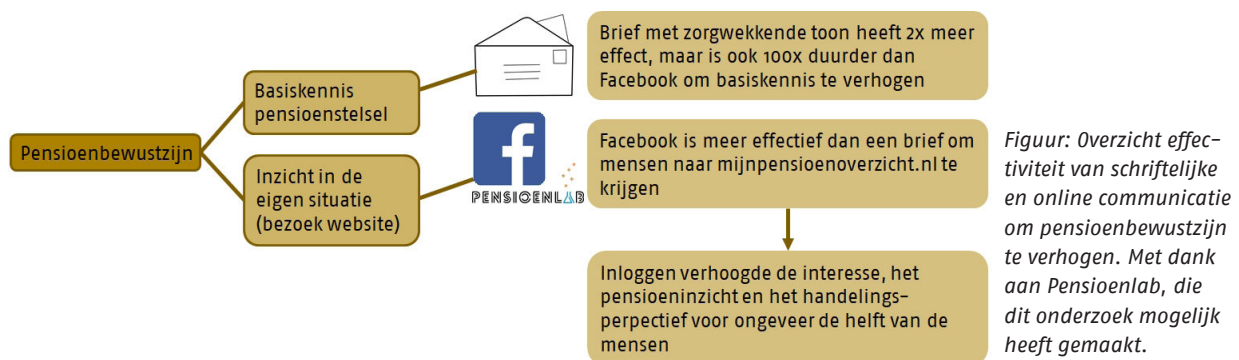 Pensioenbewustzijn
Basiskennis
pensioenstelsel
Inzicht in de
eigen situatie
(bezoek website)
f
PENSIOENLAB
Brief met zorgwekkende toon heeft 2x meer
effect, maar is ook 100x duurder dan
Facebook om basiskennis te verhogen
Facebook is meer effectief dan een brief om
mensen naar mijnpensioenoverzicht.nl te
krijgen
Inloggen verhoogde de interesse, het
pensioeninzicht en het handelings-
perpectief voor ongeveer de helft van de
mensen
Figuur: Overzicht effec-
tiviteit van schriftelijke
en online communicatie
om pensioenbewustzijn
te verhogen. Met dank
aan Pensioenlab, die
dit onderzoek mogelijk
heeft gemaakt.